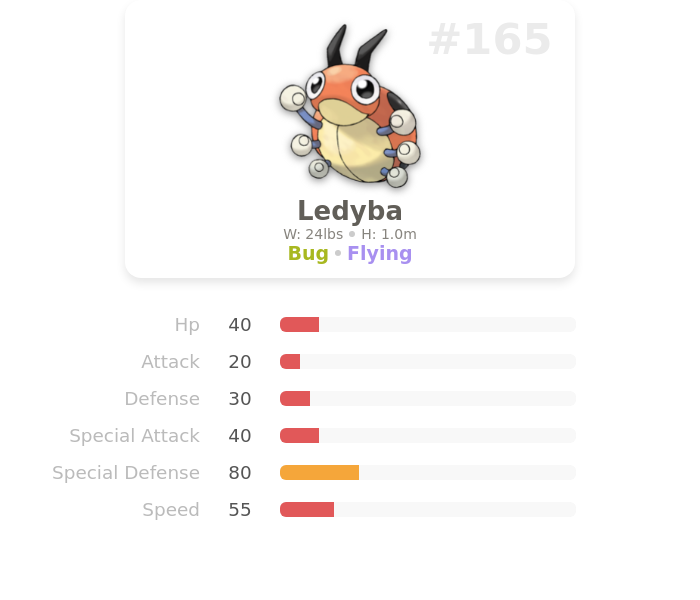 #165
Ledyba
W: 24lbs • H: 1.0m
Bug • Flying
Hp 40
Attack 20
Defense 30
Special Attack 40
Special Defense 80
Speed 55